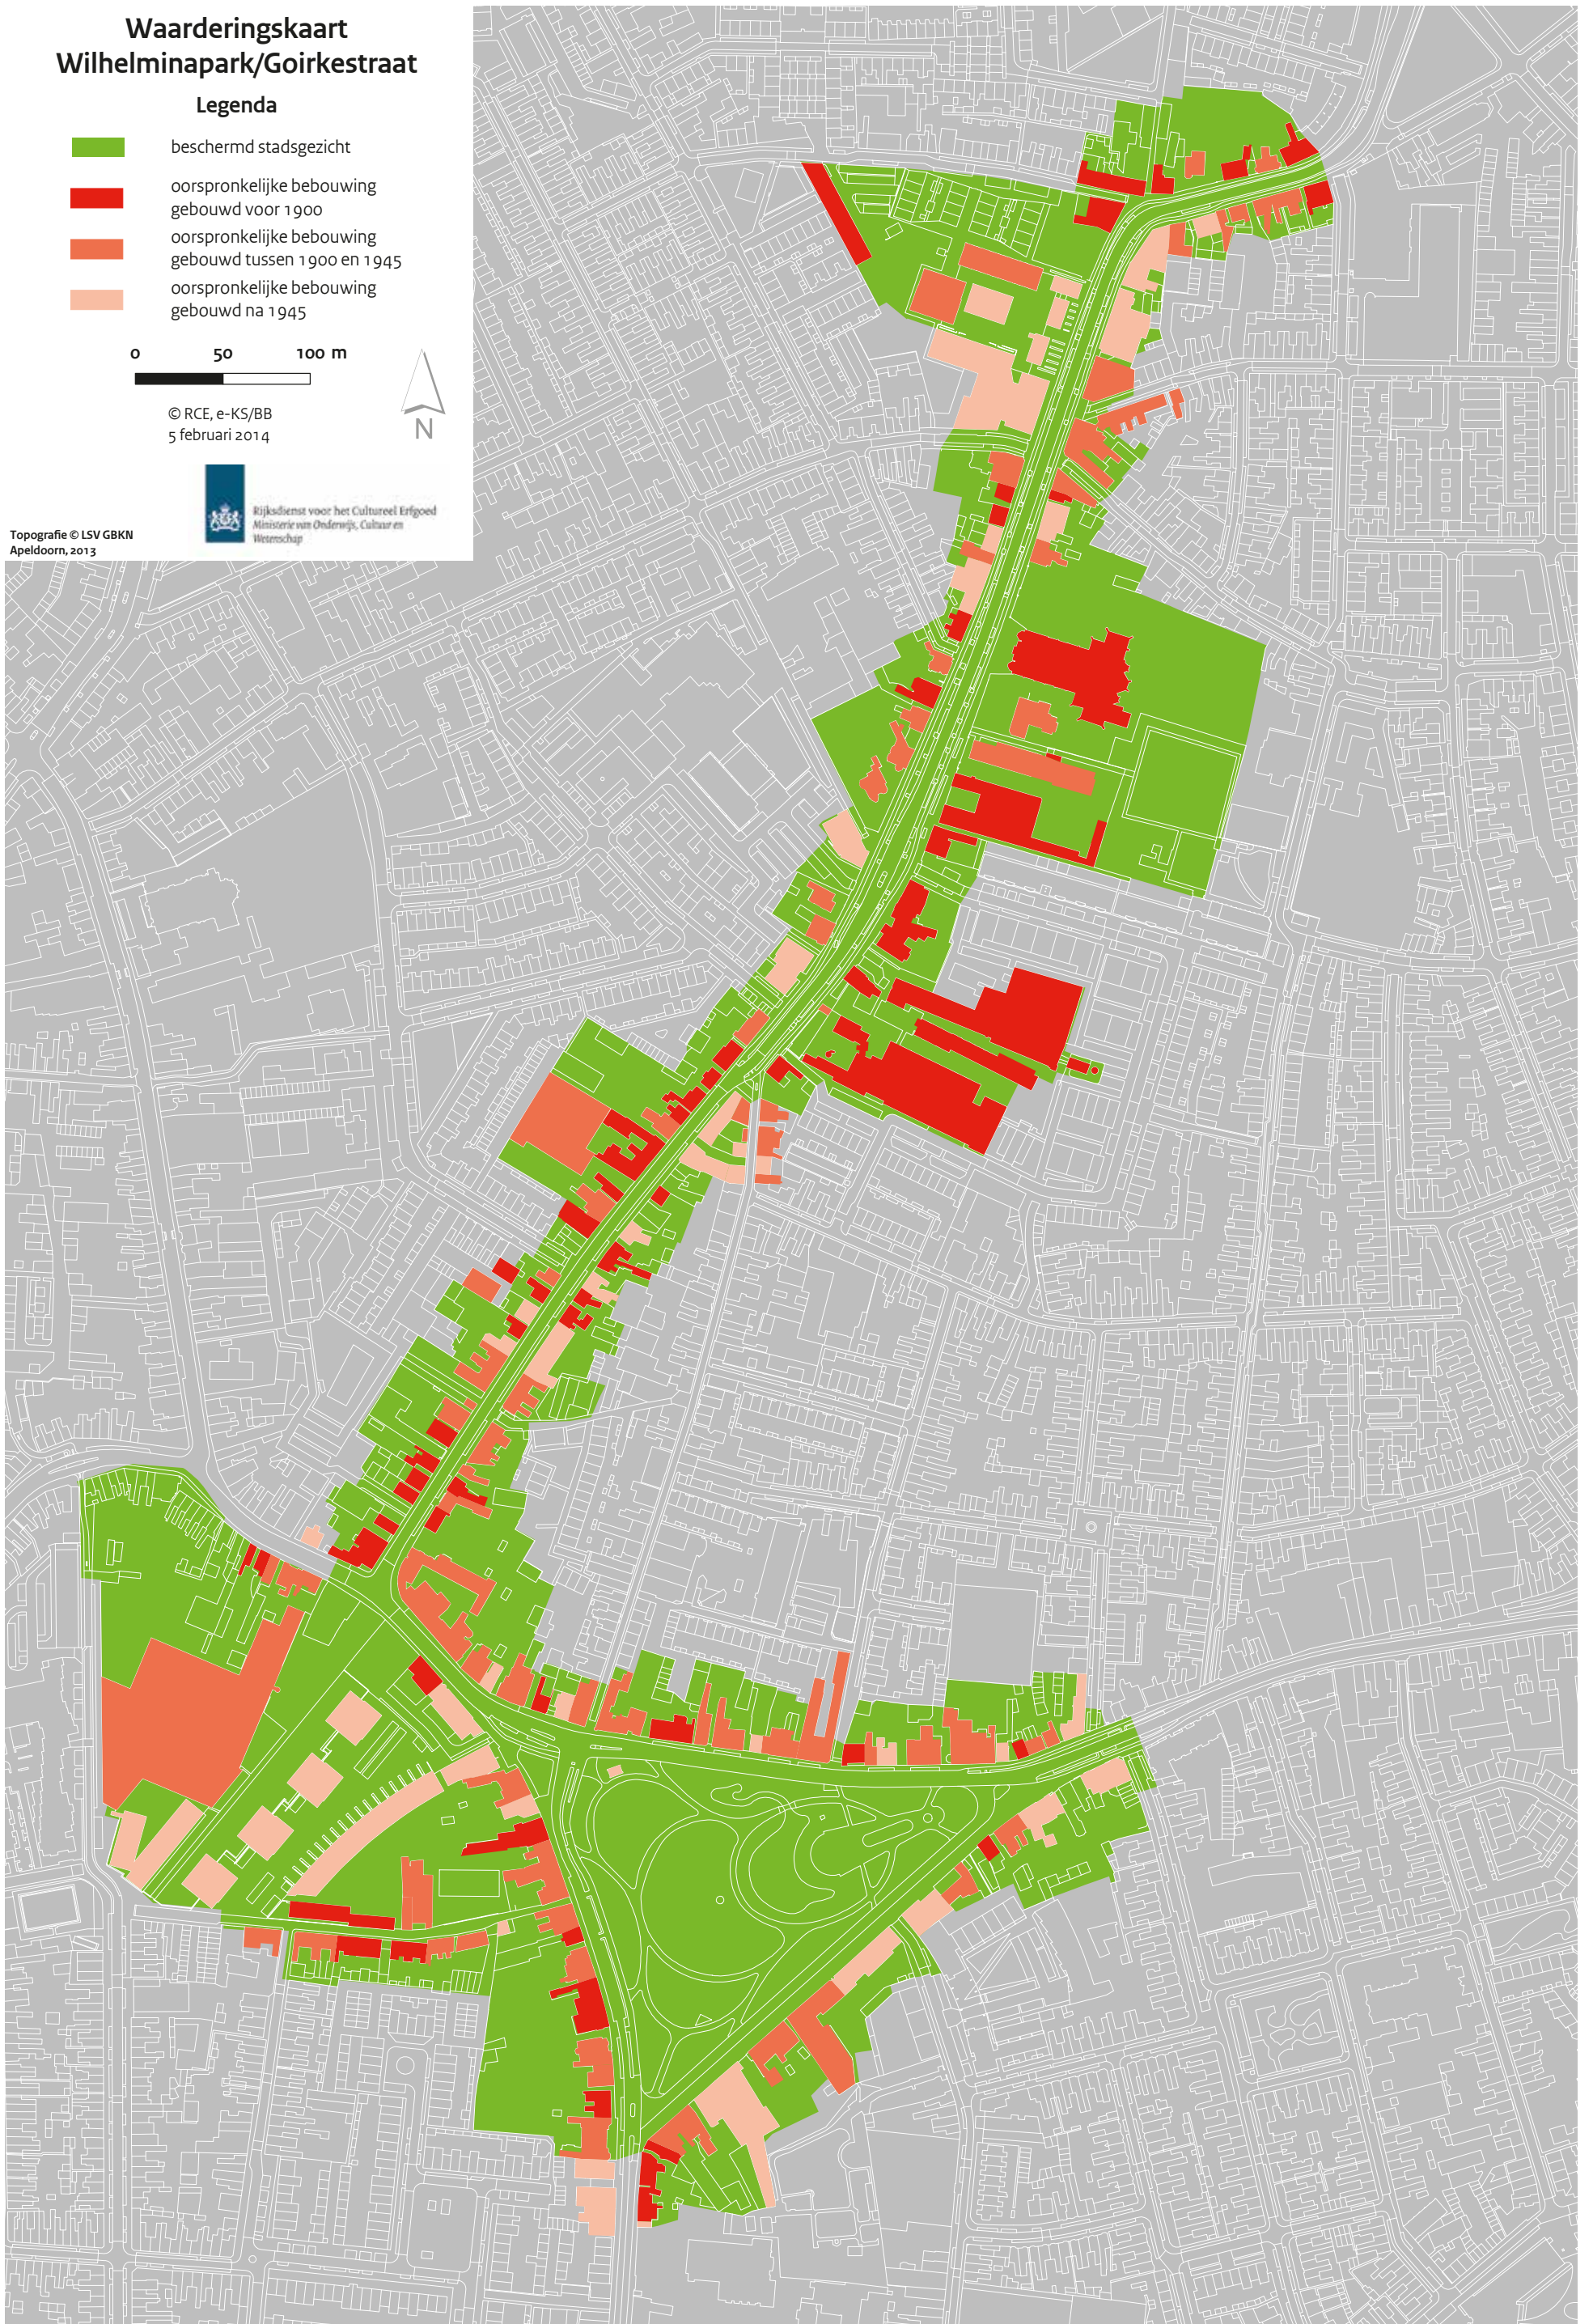 Waarderingskaart
Wilhelminapark/Goirkestraat
Legenda
beschermd stadsgezicht
oorspronkelijke bebouwing
gebouwd voor 1900
oorspronkelijke bebouwing
gebouwd tussen 1900 en 1945
oorspronkelijke bebouwing
gebouwd na 1945
0 50 100 m
© RCE, e-KS/BB
5 februari 2014
N
Rijksdienst voor het Cultureel Erfgoed
Ministerie van Onderwijs, Cultuur en
Wetenschap
Topografie © LSV GBKN
Apeldoorn, 2013